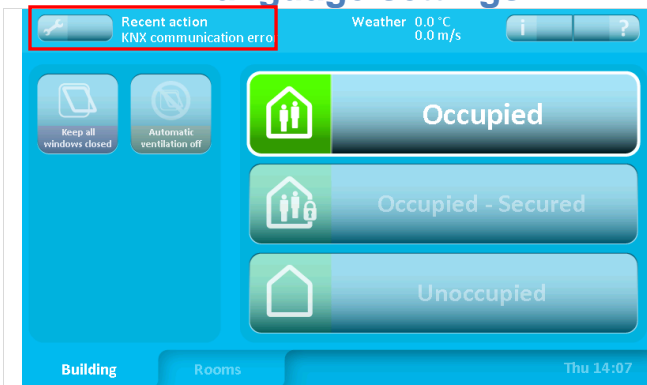 Recent action
KNX communication erro
Weather 0.0 °C
0.0 m/s
i
?
Keep all
windows closed
Automatic
ventilation off
Occupied
Occupied - Secured
Unoccupied
Building
Rooms
Thu 14:07